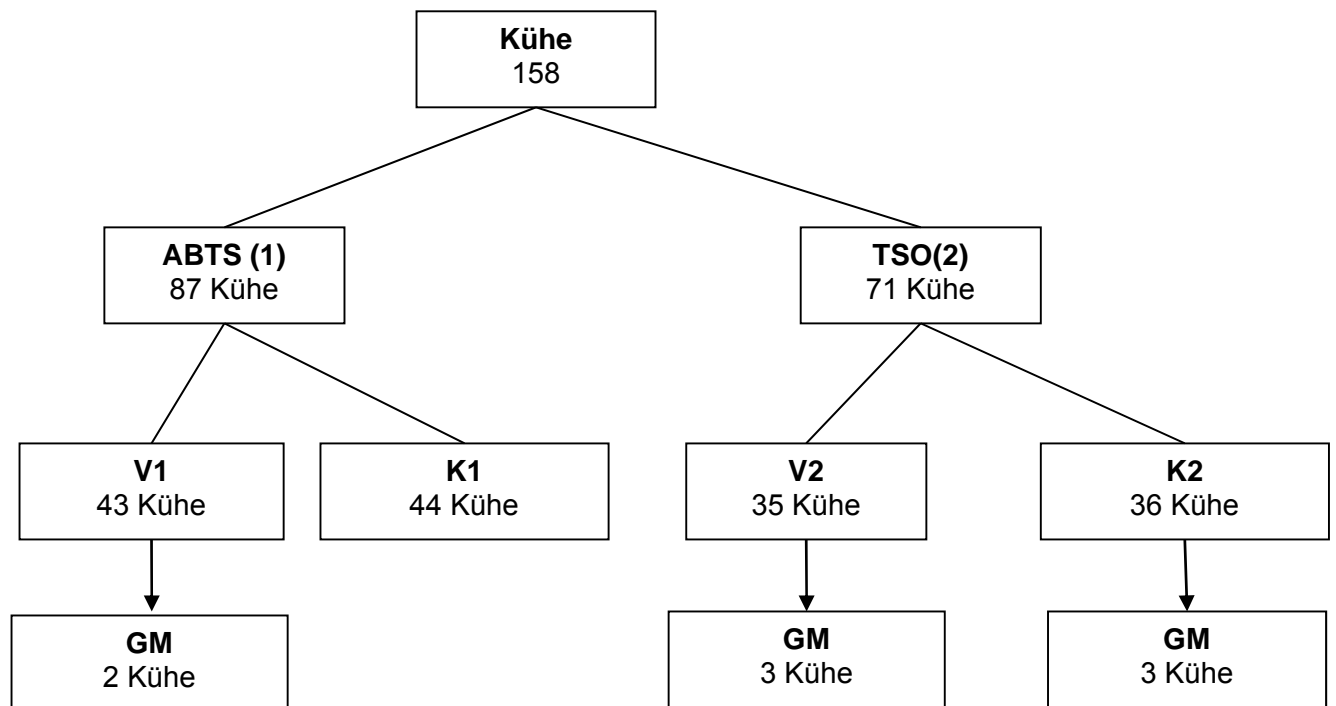 Kühe
158
ABTS (1)
87 Kühe
TSO(2)
71 Kühe
V1
43 Kühe
K1
44 Kühe
V2
35 Kühe
K2
36 Kühe
GM
2 Kühe
GM
3 Kühe
GM
3 Kühe